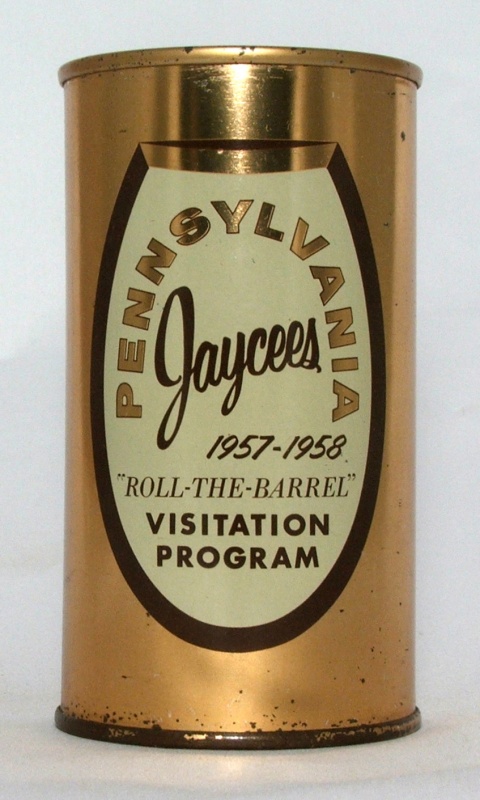 PENNSYLVANIA
Jaycees
1957-1958
"ROLL-THE-BARREL"
VISITATION
PROGRAM